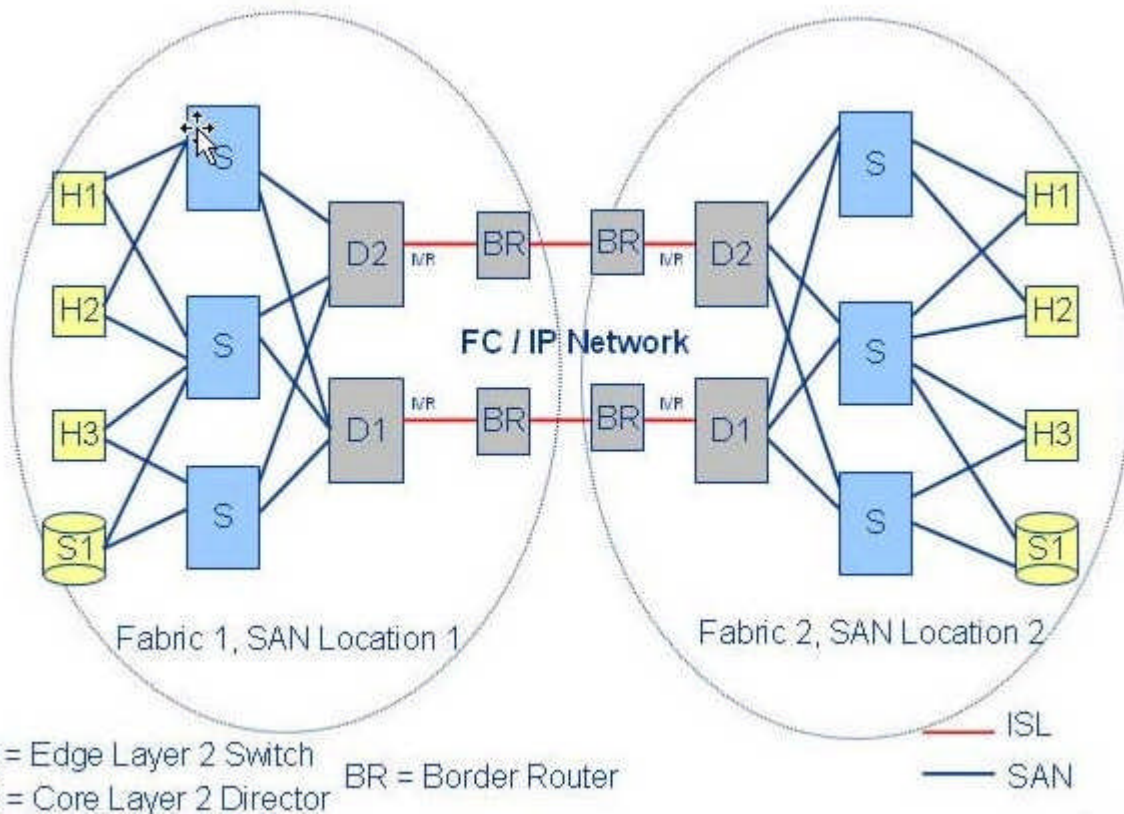 S
S
H1
H1
D2
IVR
BR
BR
IVR
D2
H2
H2
S
S
FC / IP Network
H3
H3
D1
IVR
BR
BR
IVR
D1
S
S
S1
S1
Fabric 1, SAN Location 1
Fabric 2, SAN Location 2
ISL
= Edge Layer 2 Switch
BR = Border Router
SAN
= Core Layer 2 Director